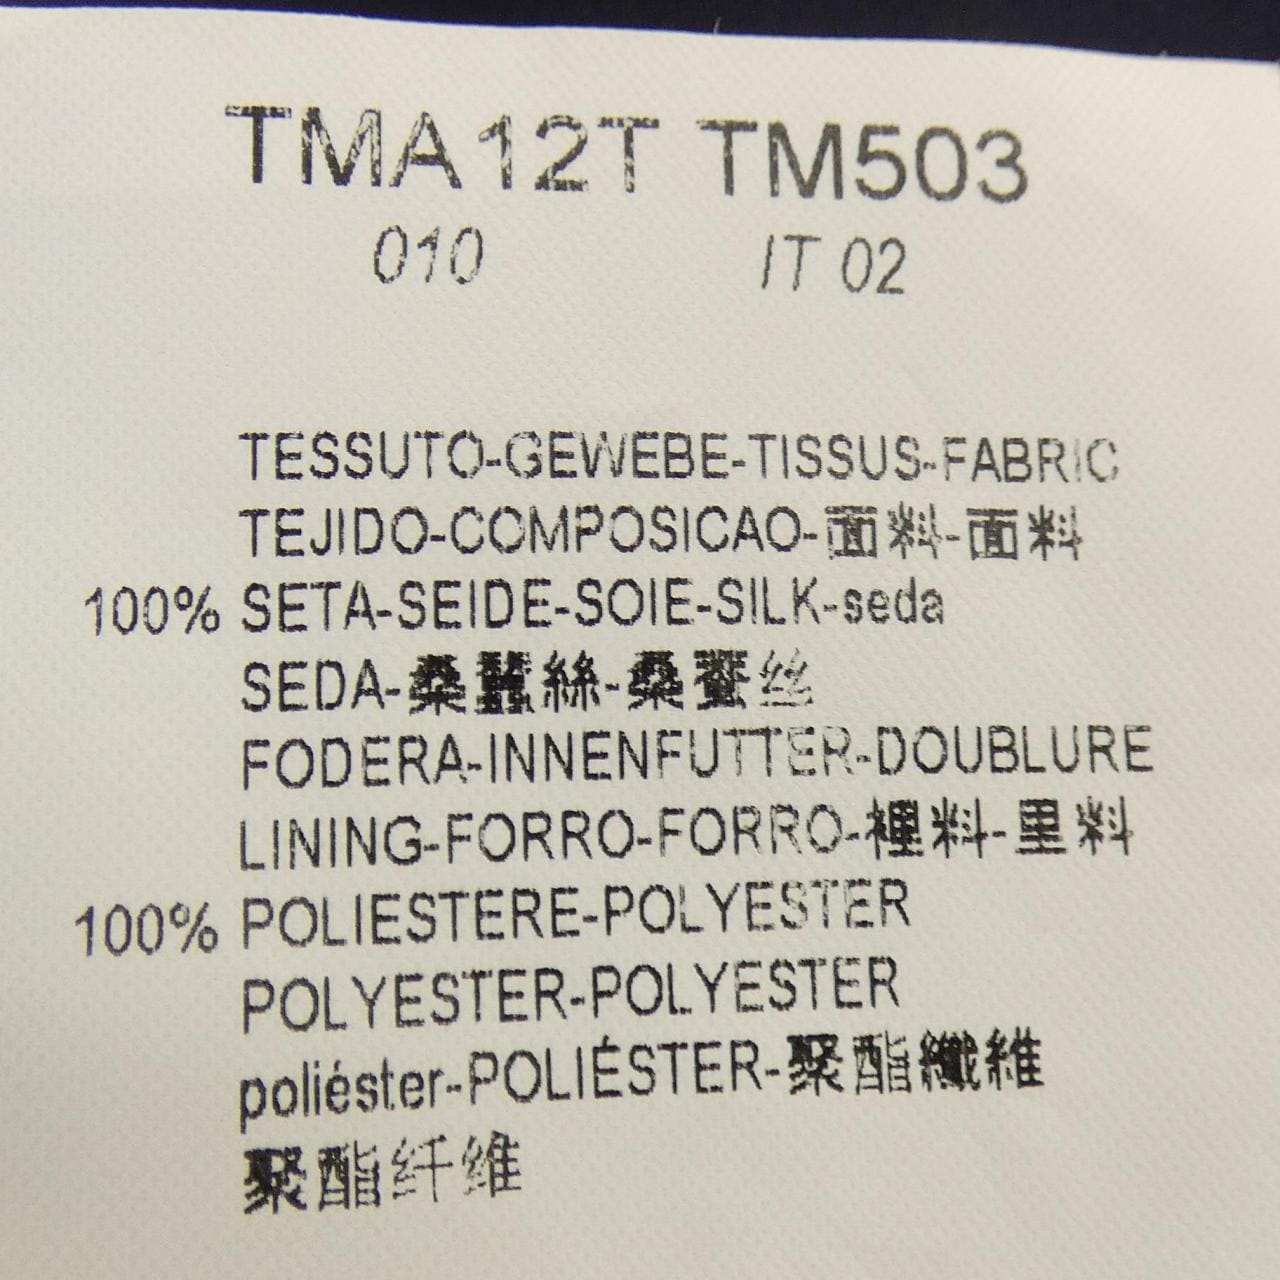 TMA12T TM503
010 IT 02
TESSUTO-GEWEBE-TISSUS-FABRIC
TEJIDO-COMPOSICAO-面料-面料
100% SETA-SEIDE-SOIE-SILK-seda
SEDA-桑蠶絲-桑蚕丝
FODERA-INNENFUTTER-DOUBLURE
LINING-FORRO-FORRO-裡料-里料
100% POLIESTERE-POLYESTER
POLYESTER-POLYESTER
poliéster-POLIÉSTER-聚酯纖維
聚酯纤维